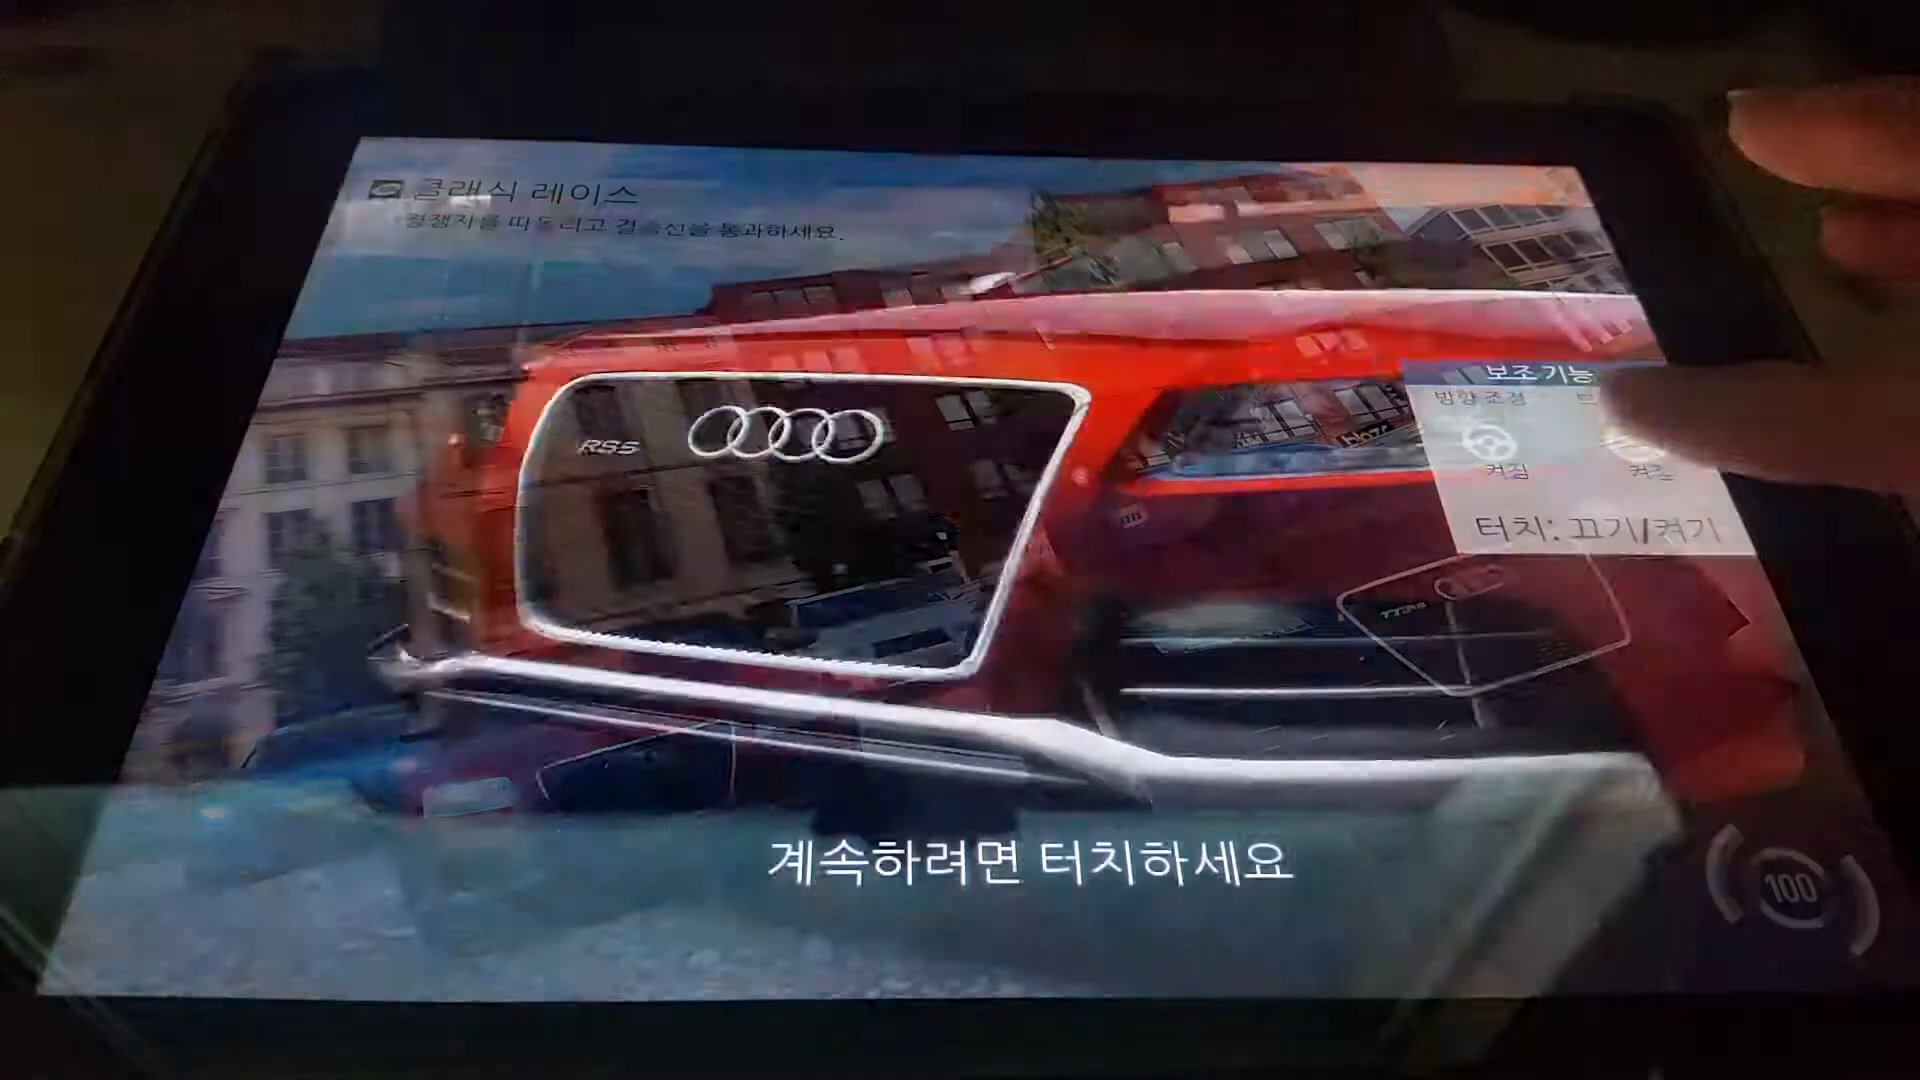 클래식 레이스
경쟁자를 따돌리고 결승선을 통과하세요.
RS5
보조 기능
방향 조정
켜짐
켜짐
터치: 끄기/켜기
계속하려면 터치하세요
100